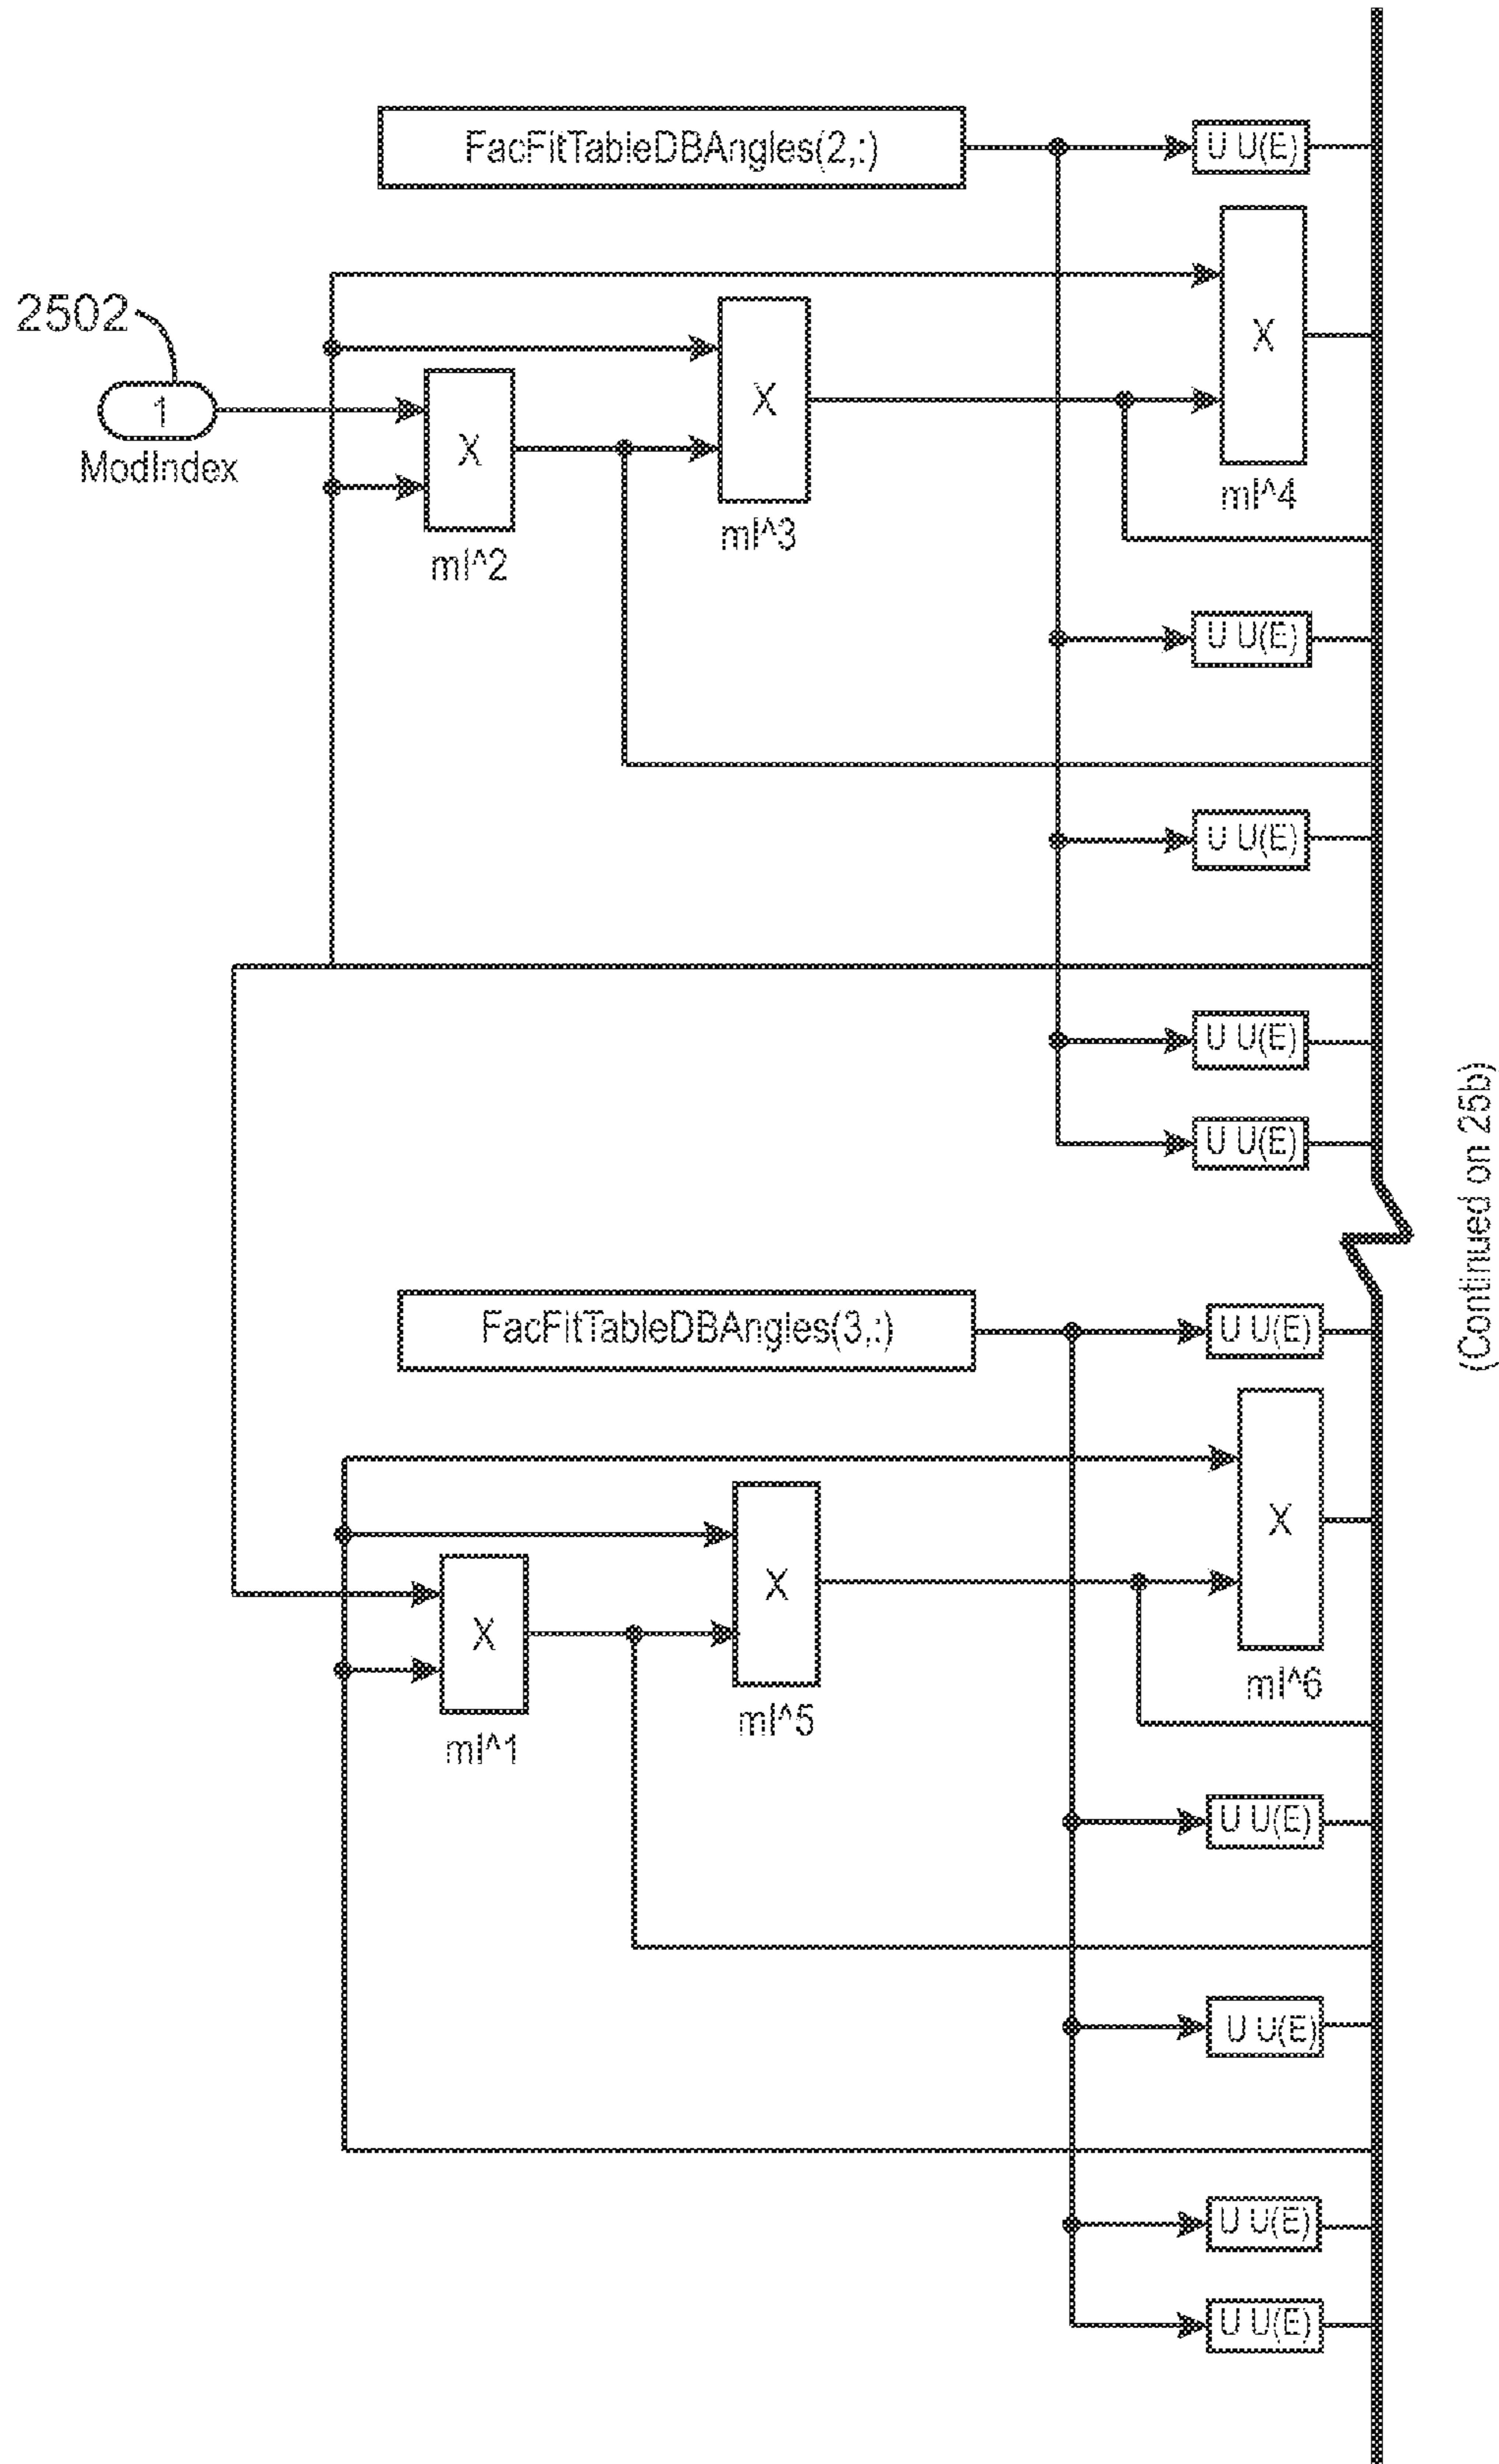 FacFitTableDBAngles(2,:)
U U(E)
2502
X
1
X
X
ModIndex
mI^4
mI^3
mI^2
U U(E)
U U(E)
U U(E)
(Continued on 25b)
U U(E)
FacFitTableDBAngles(3,:)
U U(E)
X
X
X
mI^6
mI^5
mI^1
U U(E)
U U(E)
U U(E)
U U(E)